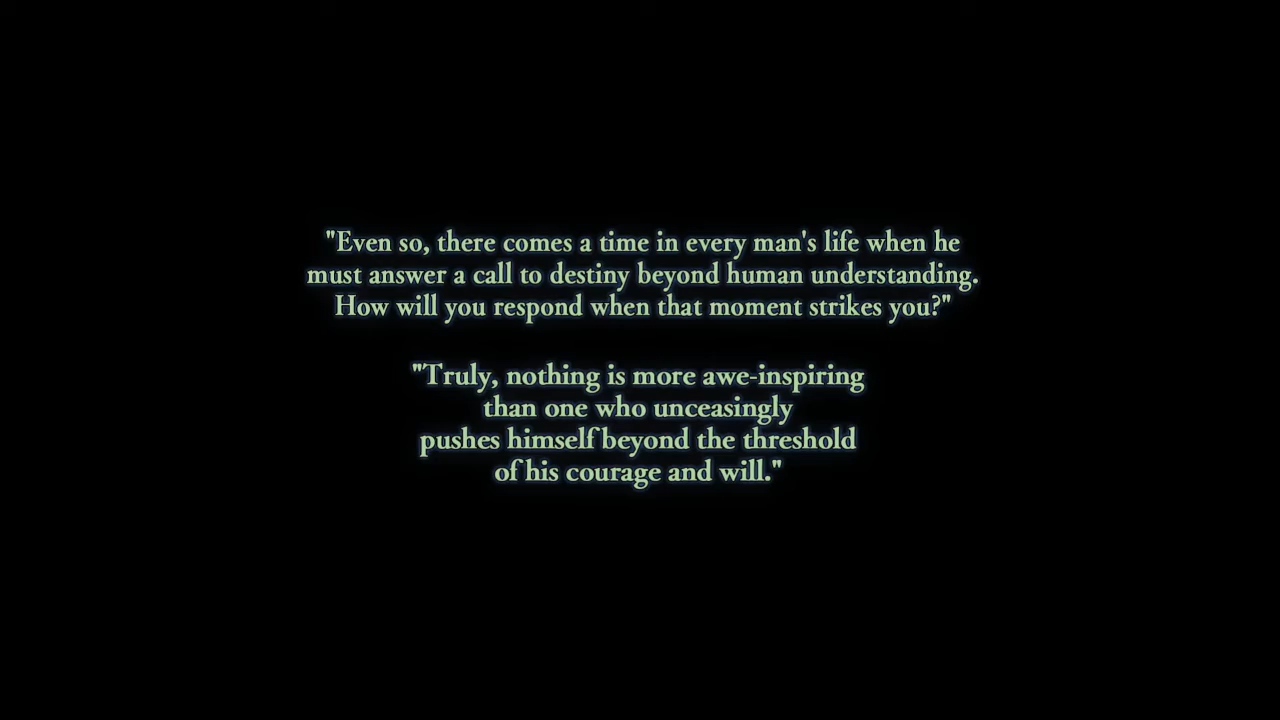 "Even so, there comes a time in every man's life when he
must answer a call to destiny beyond human understanding.
How will you respond when that moment strikes you?"
"Truly, nothing is more awe-inspiring
than one who unceasingly
pushes himself beyond the threshold
of his courage and will."